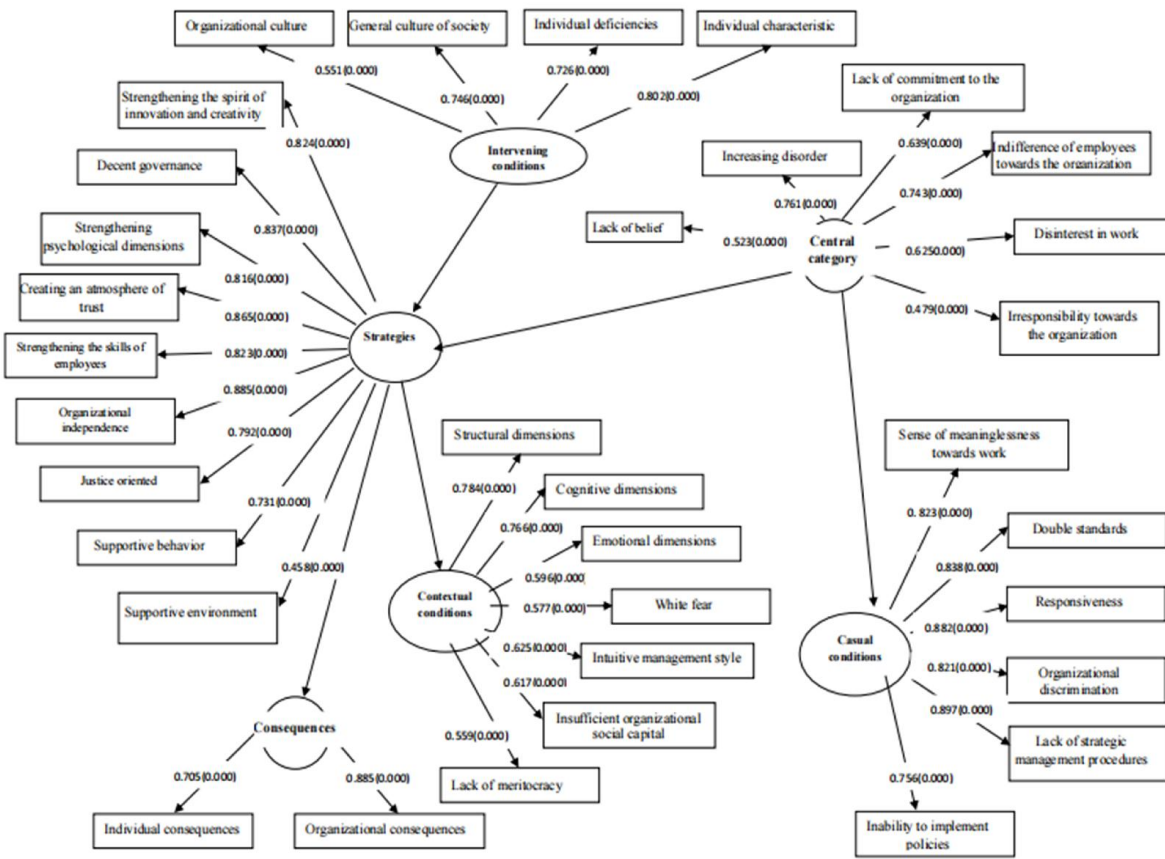 Organizational culture
General culture of society
Individual deficiencies
Individual characteristic
0.551(0.000)
0.746(0.000)
0.726(0.000)
0.802(0.000)
Intervening
conditions
Strengthening the spirit of
innovation and creativity
0.824(0.000)
Decent governance
0.837(0.000)
Strengthening
psychological dimensions
0.816(0.000)
Creating an atmosphere of
trust
0.865(0.000)
Strengthening the skills of
employees
0.823(0.000)
Organizational
independence
0.885(0.000)
Justice oriented
0.792(0.000)
Supportive behavior
0.731(0.000)
Supportive environment
0.458(0.000)
Strategies
Lack of commitment to the
organization
0.639(0.000)
Increasing disorder
0.761(0.000)
Indifference of employees
towards the organization
0.743(0.000)
Lack of belief
0.523(0.000)
Central
category
0.6250.000)
Disinterest in work
0.479(0.000)
Irresponsibility towards
the organization
Structural dimensions
0.784(0.000)
Cognitive dimensions
0.766(0.000)
Emotional dimensions
0.596(0.000)
White fear
0.577(0.000)
Contextual
conditions
0.625(0.000)
Intuitive management style
0.617(0.000)
Insufficient organizational
social capital
0.559(0.000)
Lack of meritocracy
Sense of meaninglessness
towards work
0.823(0.000)
Double standards
0.838(0.000)
Responsiveness
0.882(0.000)
Casual
conditions
0.821(0.000)
Organizational
discrimination
0.897(0.000)
Lack of strategic
management procedures
0.756(0.000)
Inability to implement
policies
Consequences
0.705(0.000)
0.885(0.000)
Individual consequences
Organizational consequences